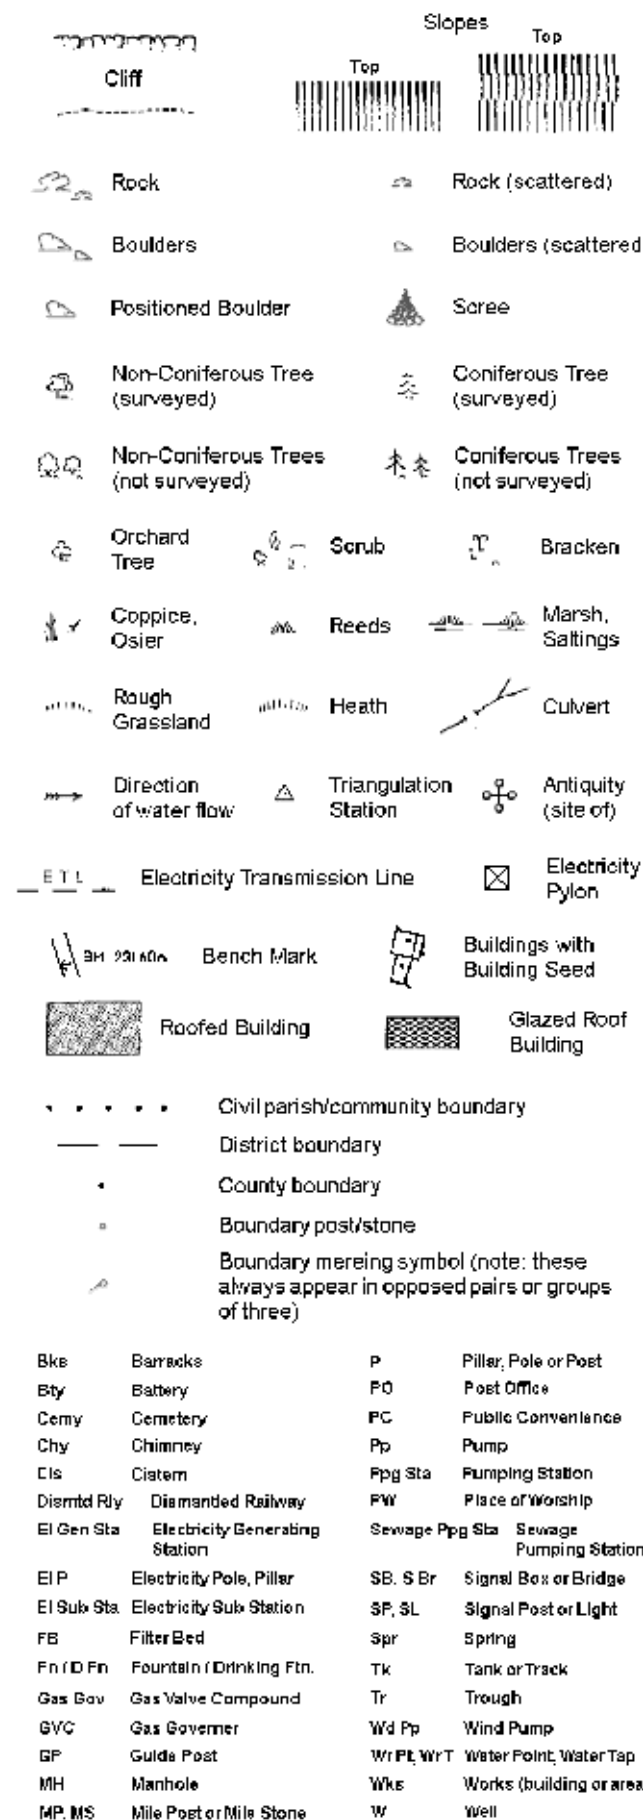 Slopes
Top
Cliff
Top
Rock
Rock (scattered)
Boulders
Boulders (scattered
Positioned Boulder
Scree
Non-Coniferous Tree
(surveyed)
Coniferous Tree
(surveyed)
Non-Coniferous Trees
(not surveyed)
Coniferous Trees
(not surveyed)
Orchard
Tree
Scrub
Bracken
Coppice,
Osier
Reeds
Marsh,
Saltings
Rough
Grassland
Heath
Culvert
Direction
of water flow
Triangulation
Station
Antiquity
(site of)
E T L
Electricity Transmission Line
Electricity
Pylon
BM
Bench Mark
Buildings with
Building Seed
Roofed Building
Glazed Roof
Building
Civil parish/community boundary
District boundary
County boundary
Boundary post/stone
Boundary mereing symbol (note: these
always appear in opposed pairs or groups
of three)
Bks Barracks
P Pillar, Pole or Post
Bty Battery
PO Post Office
Cemy Cemetery
PC Public Convenience
Chy Chimney
Pp Pump
Cis Cistern
Ppg Sta Pumping Station
Dismtd Rly Dismantled Railway
PW Place of Worship
El Gen Sta Electricity Generating
Station
Sewage Ppg Sta Sewage
Pumping Station
El P Electricity Pole, Pillar
SB, S Br Signal Box or Bridge
El Sub Sta Electricity Sub Station
SP, SL Signal Post or Light
FB Filter Bed
Spr Spring
Fn / D Fn Fountain / Drinking Ftn.
Tk Tank or Track
Gas Gov Gas Valve Compound
Tr Trough
GVC Gas Governer
Wd Pp Wind Pump
GP Guide Post
Wr Pt, Wr T Water Point, Water Tap
MH Manhole
Wks Works (building or area
MP, MS Mile Post or Mile Stone
W Well